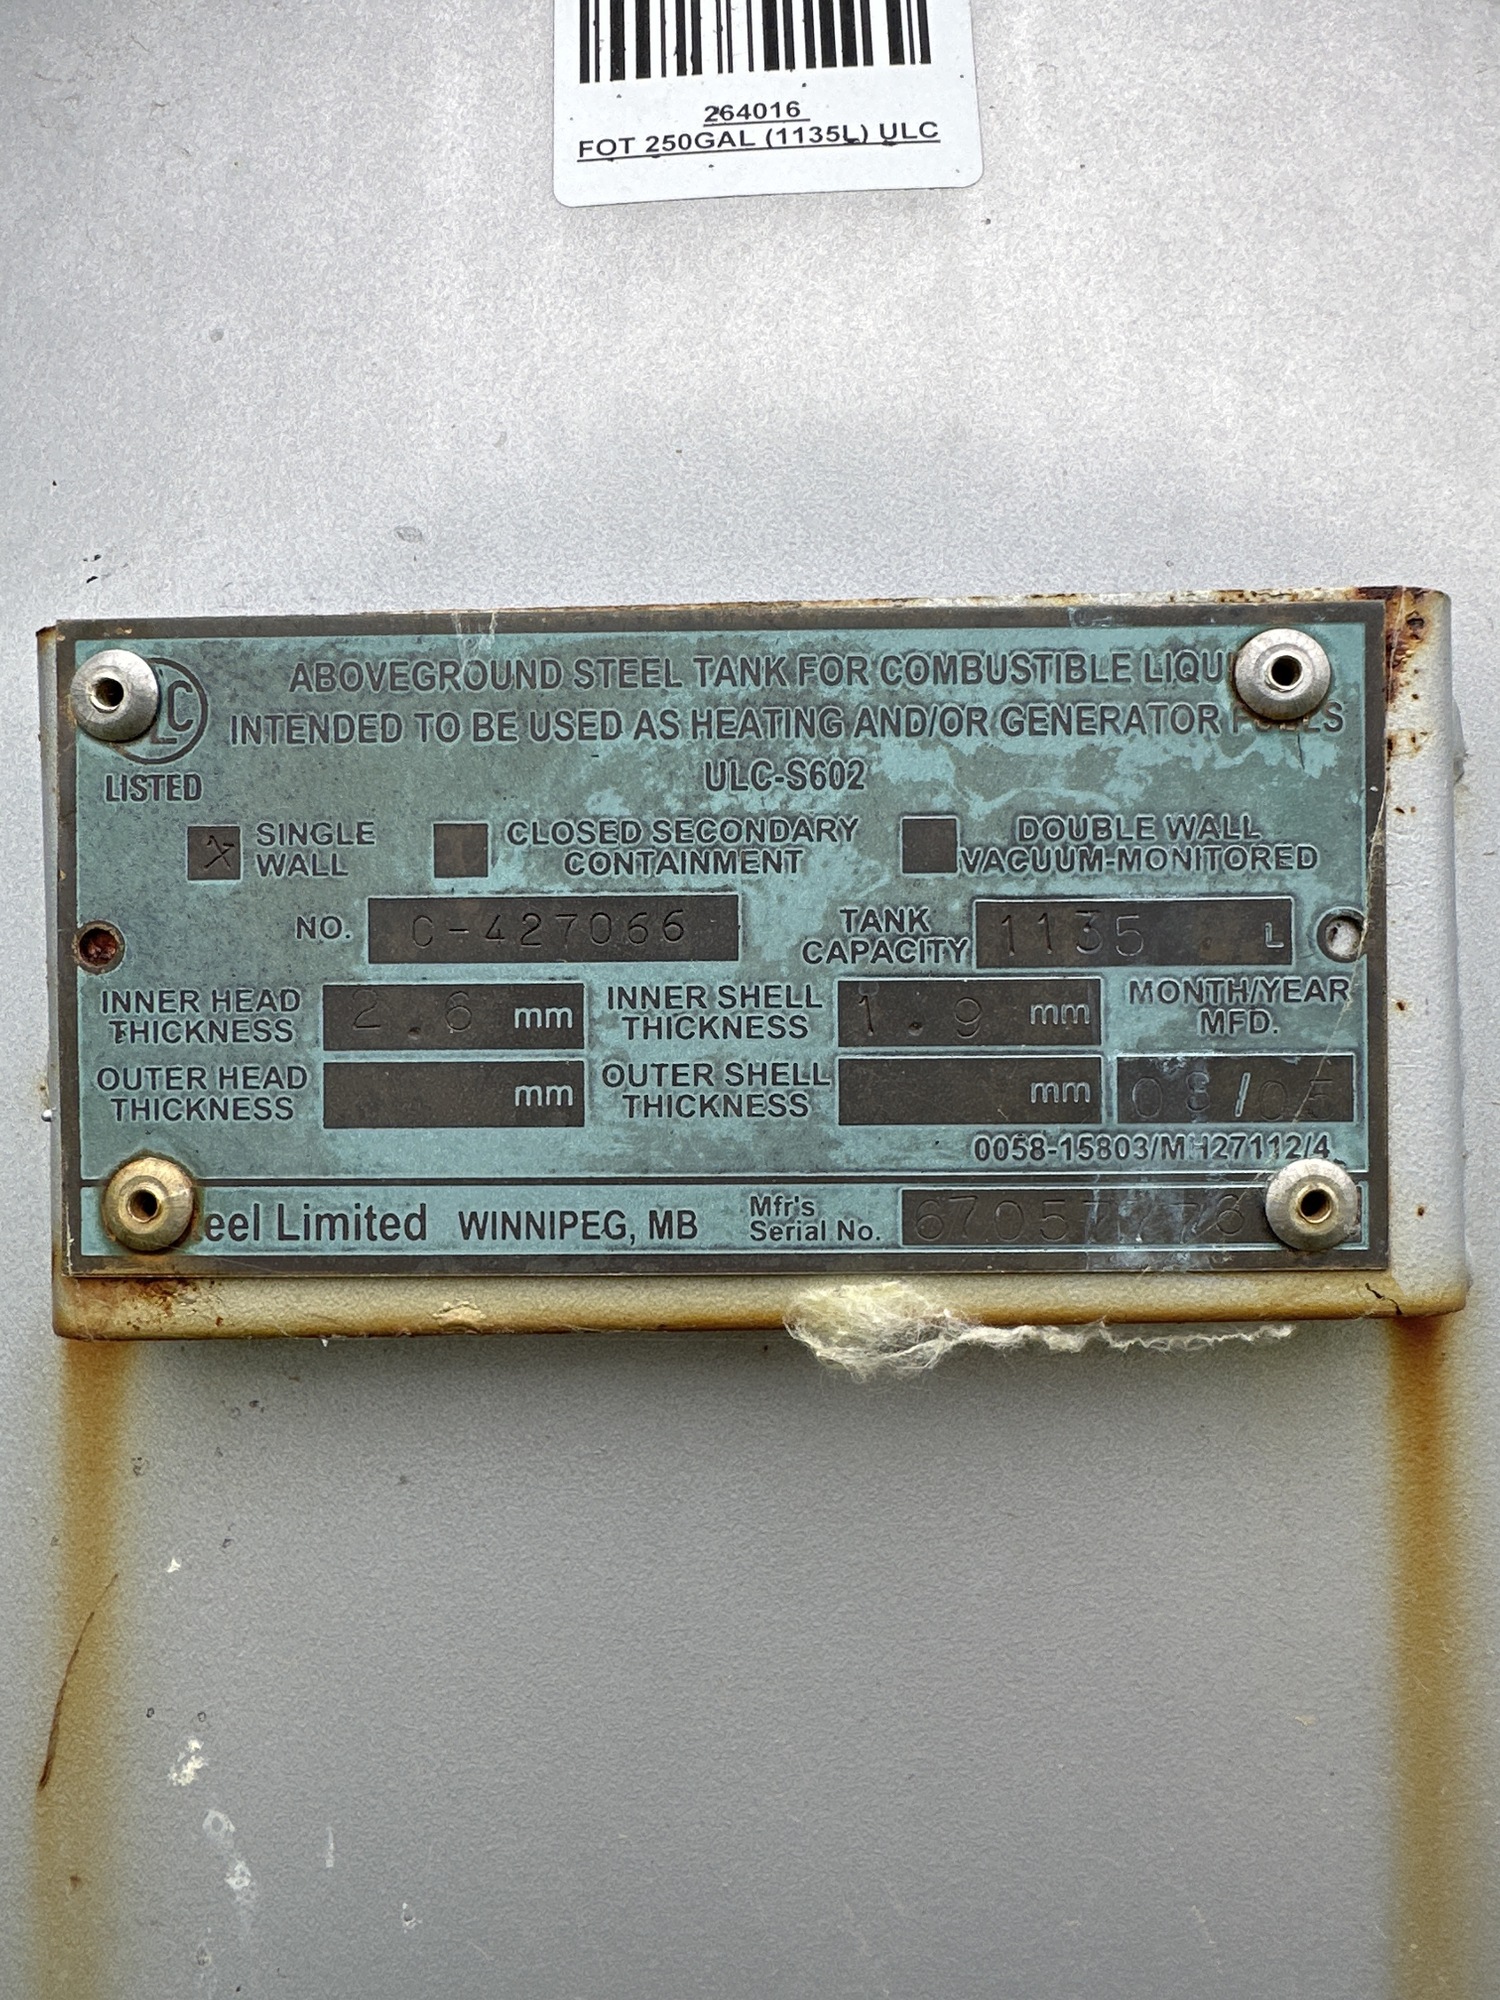 264016
FOT 250GAL (1135L) ULC
ABOVEGROUND STEEL TANK FOR COMBUSTIBLE
INTENDED TO BE USED AS HEATING AND/OR GENERATOR
LISTED
ULC-S602
X SINGLE WALL
CLOSED SECONDARY CONTAINMENT
DOUBLE WALL VACUUM-MONITORED
NO. C-427066
TANK CAPACITY 1135 L
INNER HEAD THICKNESS 2.6 mm
INNER SHELL THICKNESS 1.9 mm
MONTH/YEAR MFD.
OUTER HEAD THICKNESS mm
OUTER SHELL THICKNESS mm
Limited WINNIPEG, MB
Mfr's Serial No.